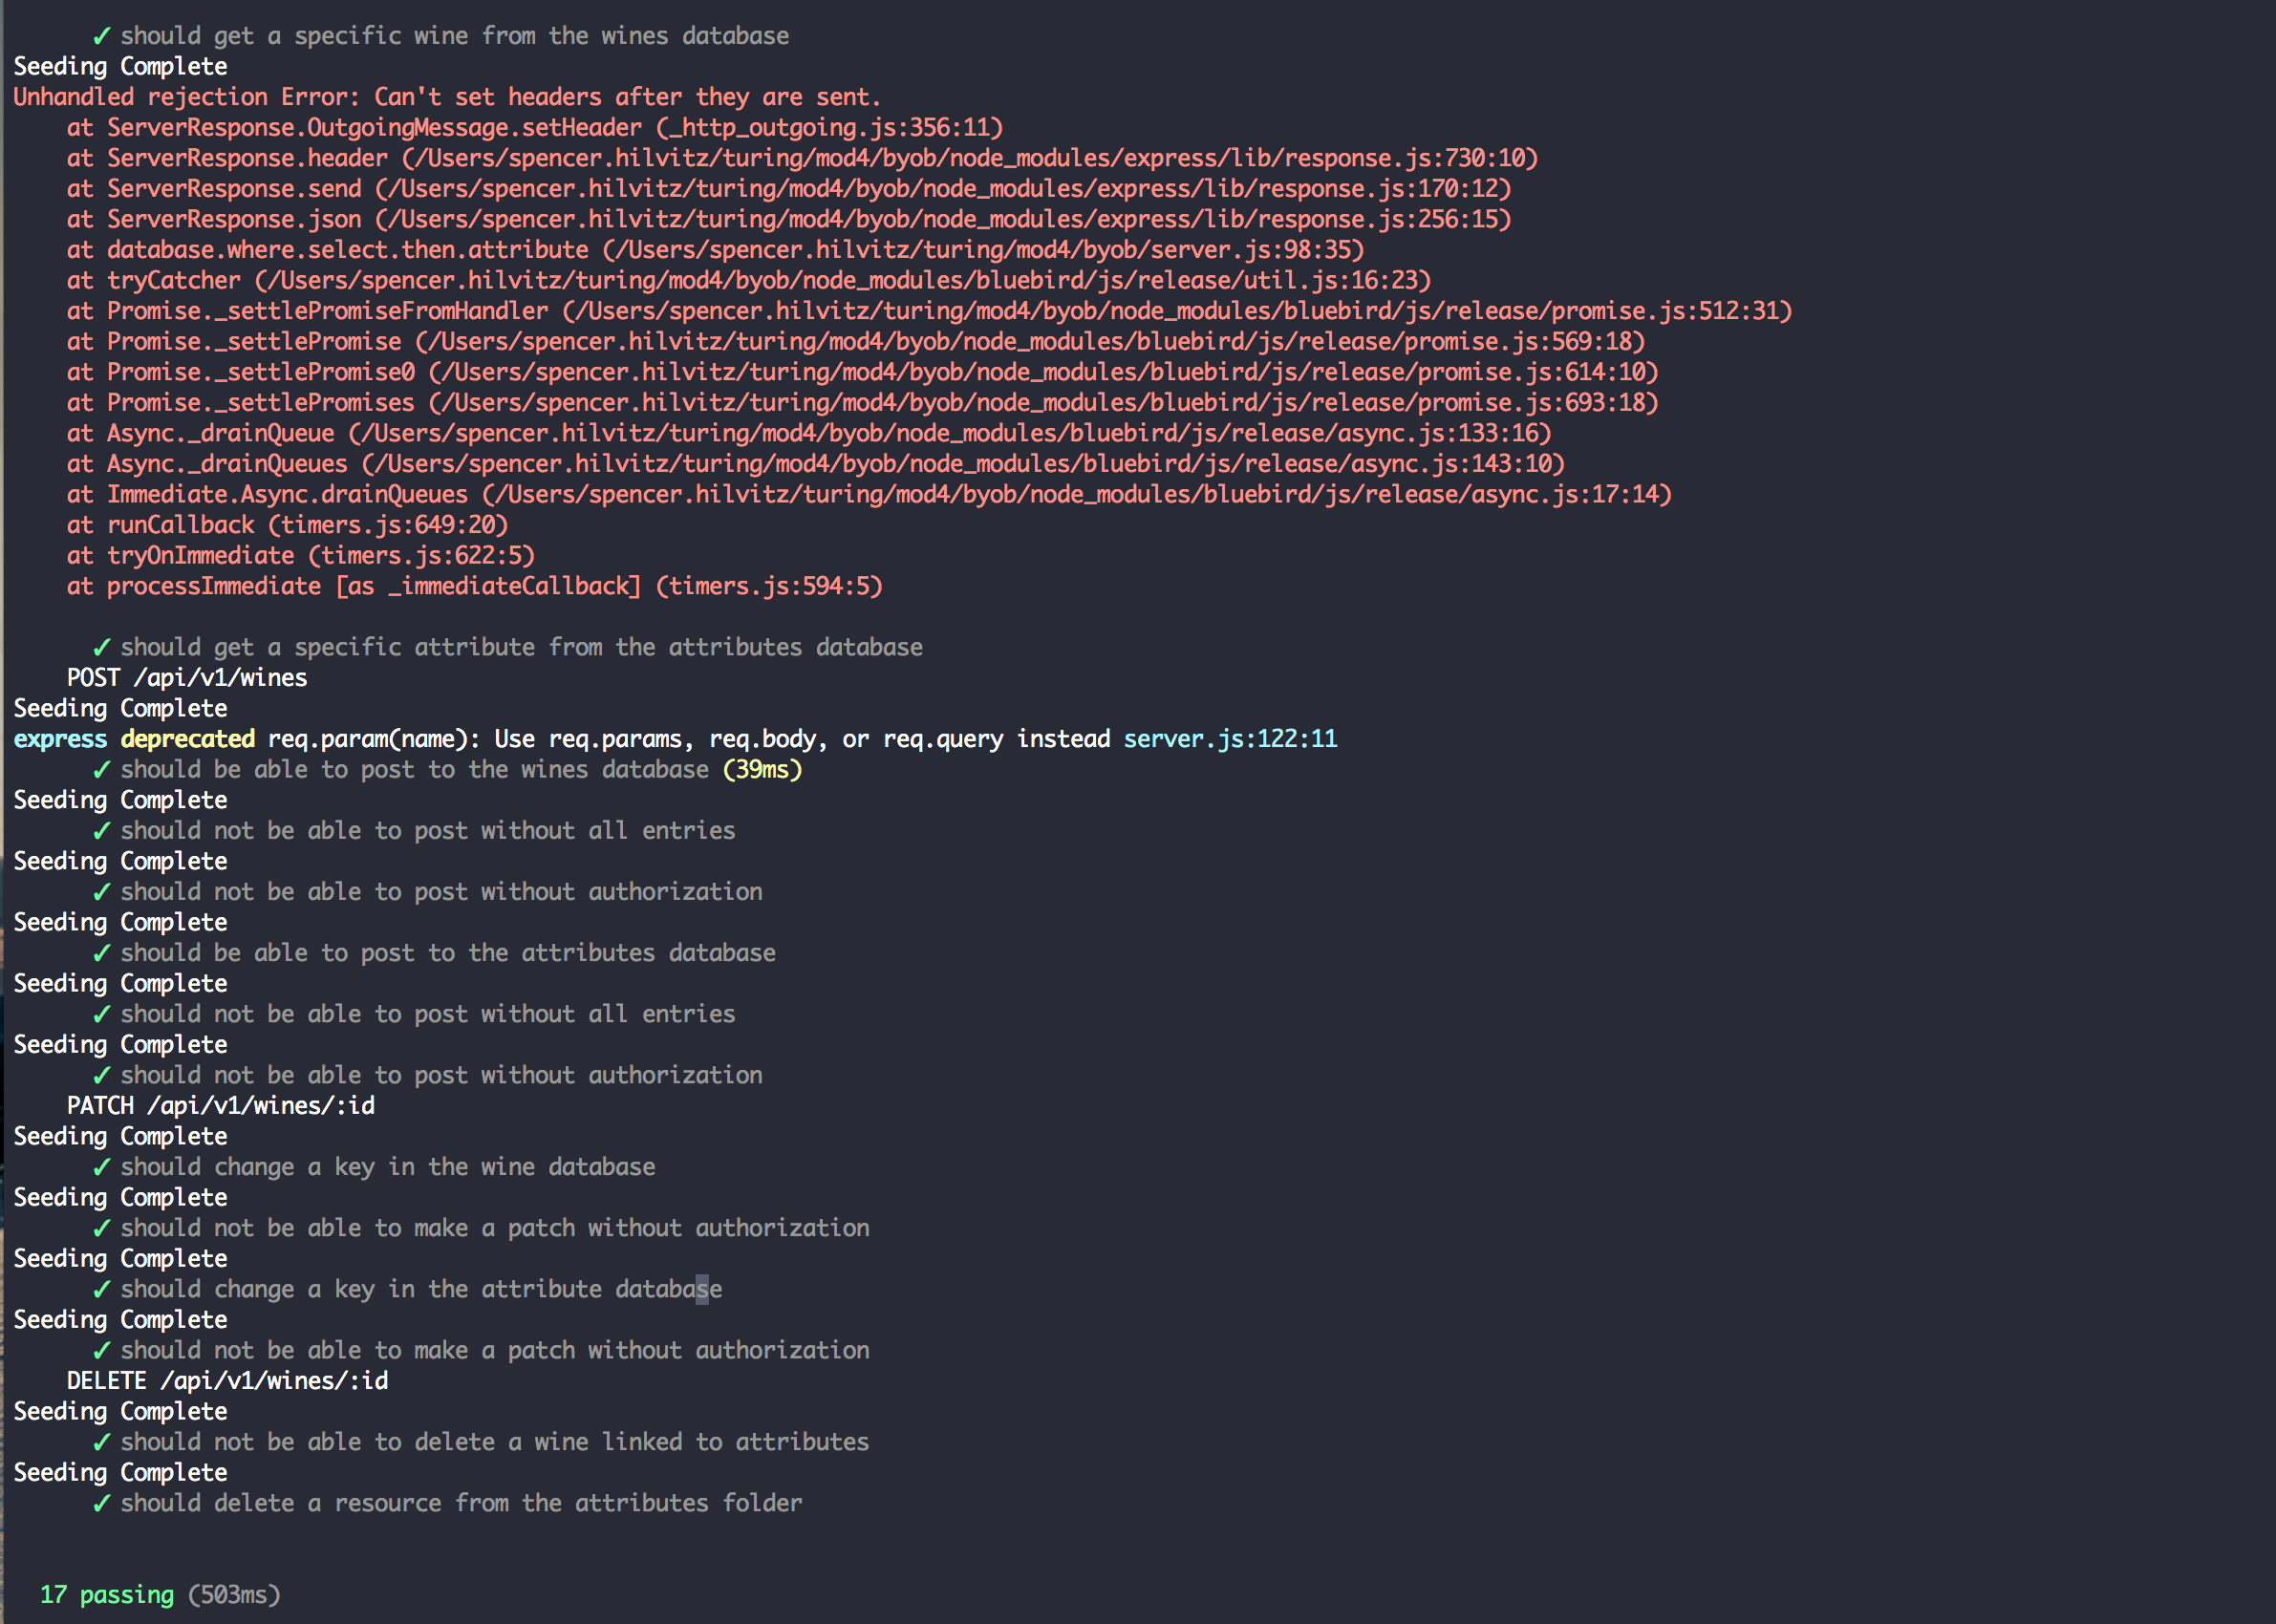 ✓ should get a specific wine from the wines database
Seeding Complete
Unhandled rejection Error: Can't set headers after they are sent.
at ServerResponse.OutgoingMessage.setHeader (_http_outgoing.js:356:11)
at ServerResponse.header (/Users/spencer.hilvitz/turing/mod4/byob/node_modules/express/lib/response.js:730:10)
at ServerResponse.send (/Users/spencer.hilvitz/turing/mod4/byob/node_modules/express/lib/response.js:170:12)
at ServerResponse.json (/Users/spencer.hilvitz/turing/mod4/byob/node_modules/express/lib/response.js:256:15)
at database.where.select.then.attribute (/Users/spencer.hilvitz/turing/mod4/byob/server.js:98:35)
at tryCatcher (/Users/spencer.hilvitz/turing/mod4/byob/node_modules/bluebird/js/release/util.js:16:23)
at Promise._settlePromiseFromHandler (/Users/spencer.hilvitz/turing/mod4/byob/node_modules/bluebird/js/release/promise.js:512:31)
at Promise._settlePromise (/Users/spencer.hilvitz/turing/mod4/byob/node_modules/bluebird/js/release/promise.js:569:18)
at Promise._settlePromise0 (/Users/spencer.hilvitz/turing/mod4/byob/node_modules/bluebird/js/release/promise.js:614:10)
at Promise._settlePromises (/Users/spencer.hilvitz/turing/mod4/byob/node_modules/bluebird/js/release/promise.js:693:18)
at Async._drainQueue (/Users/spencer.hilvitz/turing/mod4/byob/node_modules/bluebird/js/release/async.js:133:16)
at Async._drainQueues (/Users/spencer.hilvitz/turing/mod4/byob/node_modules/bluebird/js/release/async.js:143:10)
at Immediate.Async.drainQueues (/Users/spencer.hilvitz/turing/mod4/byob/node_modules/bluebird/js/release/async.js:17:14)
at runCallback (timers.js:649:20)
at tryOnImmediate (timers.js:622:5)
at processImmediate [as _immediateCallback] (timers.js:594:5)
✓ should get a specific attribute from the attributes database
POST /api/v1/wines
Seeding Complete
express deprecated req.param(name): Use req.params, req.body, or req.query instead server.js:122:11
✓ should be able to post to the wines database (39ms)
Seeding Complete
✓ should not be able to post without all entries
Seeding Complete
✓ should not be able to post without authorization
Seeding Complete
✓ should be able to post to the attributes database
Seeding Complete
✓ should not be able to post without all entries
Seeding Complete
✓ should not be able to post without authorization
PATCH /api/v1/wines/:id
Seeding Complete
✓ should change a key in the wine database
Seeding Complete
✓ should not be able to make a patch without authorization
Seeding Complete
✓ should change a key in the attribute database
Seeding Complete
✓ should not be able to make a patch without authorization
DELETE /api/v1/wines/:id
Seeding Complete
✓ should not be able to delete a wine linked to attributes
Seeding Complete
✓ should delete a resource from the attributes folder
17 passing (503ms)